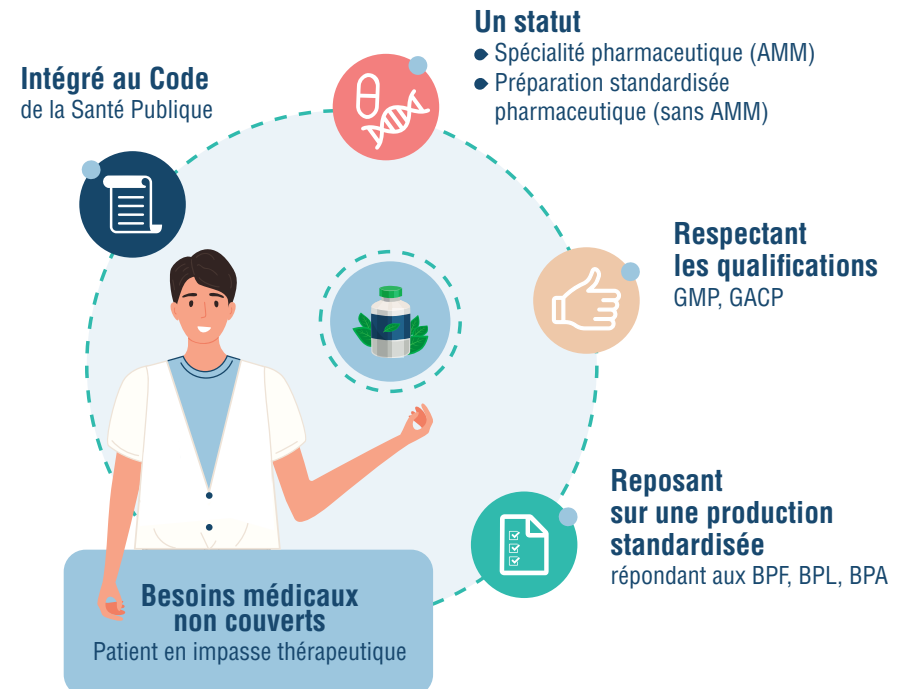 Intégré au Code
de la Santé Publique
Un statut
Spécialité pharmaceutique (AMM)
Préparation standardisée
pharmaceutique (sans AMM)
Respectant
les qualifications
GMP, GACP
Reposant
sur une production
standardisée
répondant aux BPF, BPL, BPA
Besoins médicaux
non couverts
Patient en impasse thérapeutique